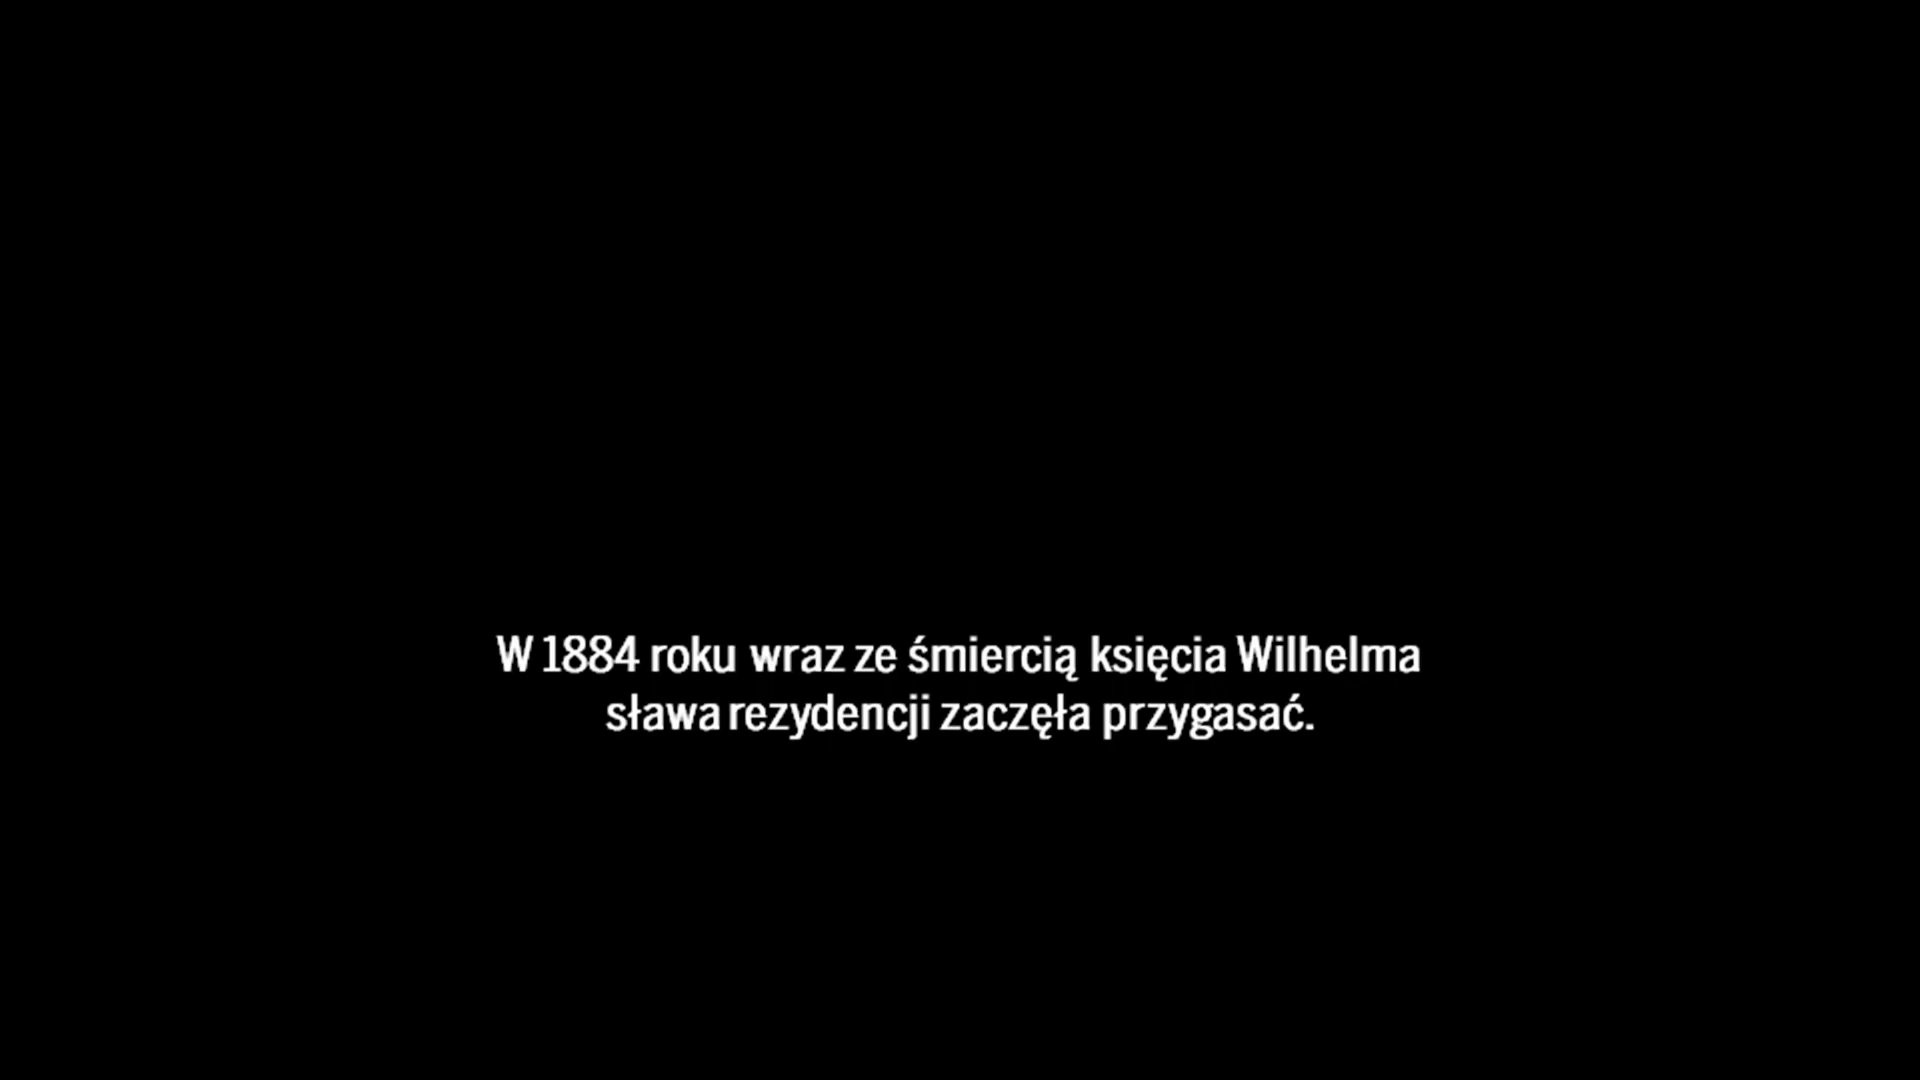 W 1884 roku wraz ze śmiercią księcia Wilhelma
sława rezydencji zaczęła przygasać.